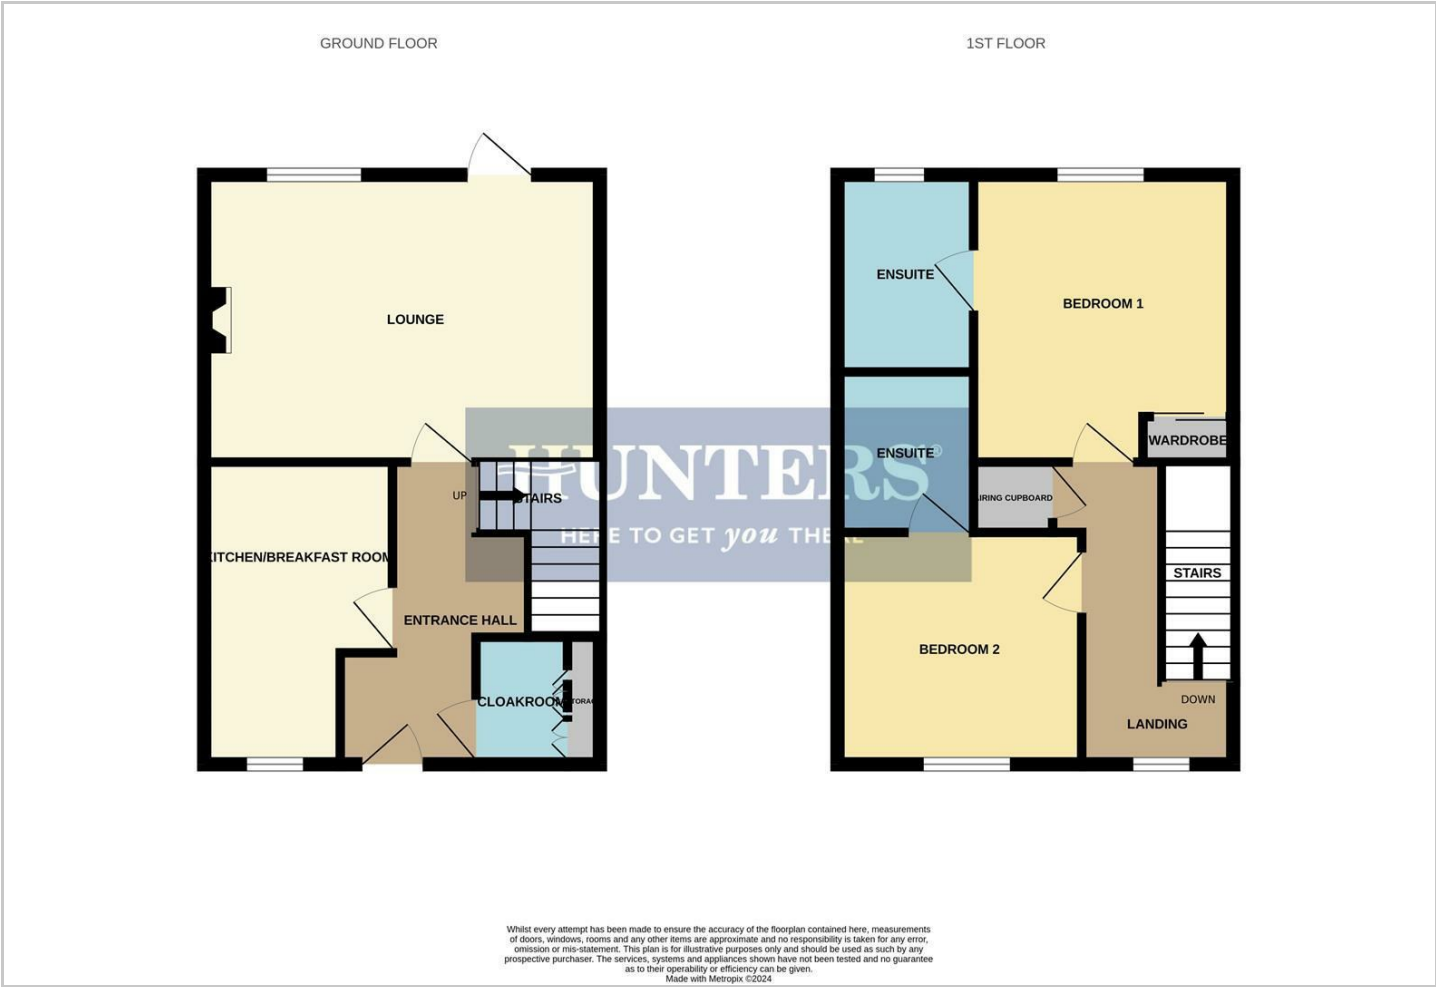 GROUND FLOOR
1ST FLOOR
LOUNGE
UP
STAIRS
KITCHEN/BREAKFAST ROOM
ENTRANCE HALL
CLOAKROOM
STORAGE
ENSUITE
BEDROOM 1
WARDROBE
ENSUITE
AIRING CUPBOARD
STAIRS
BEDROOM 2
DOWN
LANDING
HUNTERS®
HERE TO GET you THERE
Whilst every attempt has been made to ensure the accuracy of the floorplan contained here, measurements
of doors, windows, rooms and any other items are approximate and no responsibility is taken for any error,
omission or mis-statement. This plan is for illustrative purposes only and should be used as such by any
prospective purchaser. The services, systems and appliances shown have not been tested and no guarantee
as to their operability or efficiency can be given.
Made with Metropix ©2024